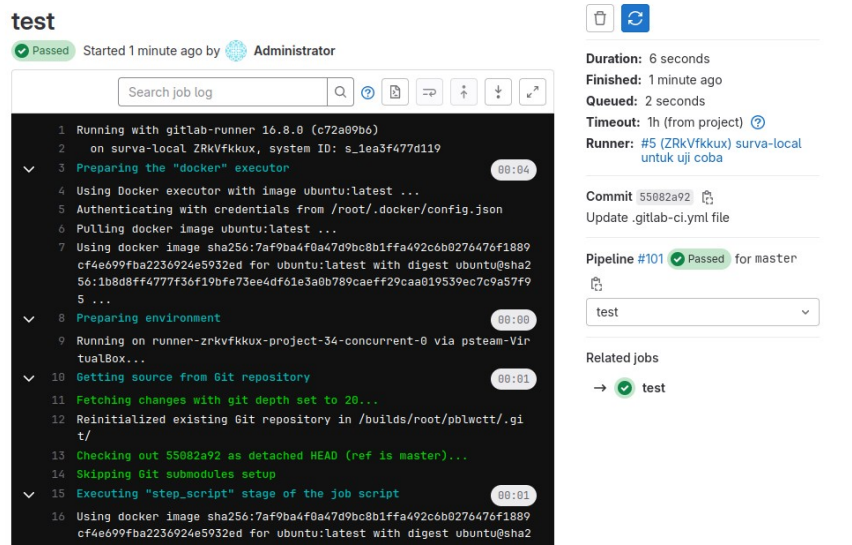 test
Passed Started 1 minute ago by Administrator
Search job log
1 Running with gitlab-runner 16.8.0 (c72a09b6)
2 on surva-local ZRkVfkkux, system ID: s_1ea3f477d119
3 Preparing the "docker" executor 00:04
4 Using Docker executor with image ubuntu:latest ...
5 Authenticating with credentials from /root/.docker/config.json
6 Pulling docker image ubuntu:latest ...
7 Using docker image sha256:7af9ba4f0a47d9bc8b1ffa492c6b0276476f1889
cf4e699fba2236924e5932ed for ubuntu:latest with digest ubuntu@sha2
56:1b8d8ff4777f36f19bfe73ee4df61e3a0b789caeff29caa019539ec7c9a57f9
5 ...
8 Preparing environment 00:00
9 Running on runner-zrkvfkkux-project-34-concurrent-0 via psteam-Vir
tualBox...
10 Getting source from Git repository 00:01
11 Fetching changes with git depth set to 20...
12 Reinitialized existing Git repository in /builds/root/pblwctt/.gi
t/
13 Checking out 55082a92 as detached HEAD (ref is master)...
14 Skipping Git submodules setup
15 Executing "step_script" stage of the job script 00:01
16 Using docker image sha256:7af9ba4f0a47d9bc8b1ffa492c6b0276476f1889
cf4e699fba2236924e5932ed for ubuntu:latest with digest ubuntu@sha2
Duration: 6 seconds
Finished: 1 minute ago
Queued: 2 seconds
Timeout: 1h (from project)
Runner: #5 (ZRkVfkkux) surva-local
untuk uji coba
Commit 55082a92
Update .gitlab-ci.yml file
Pipeline #101 Passed for master
test
Related jobs
→ test